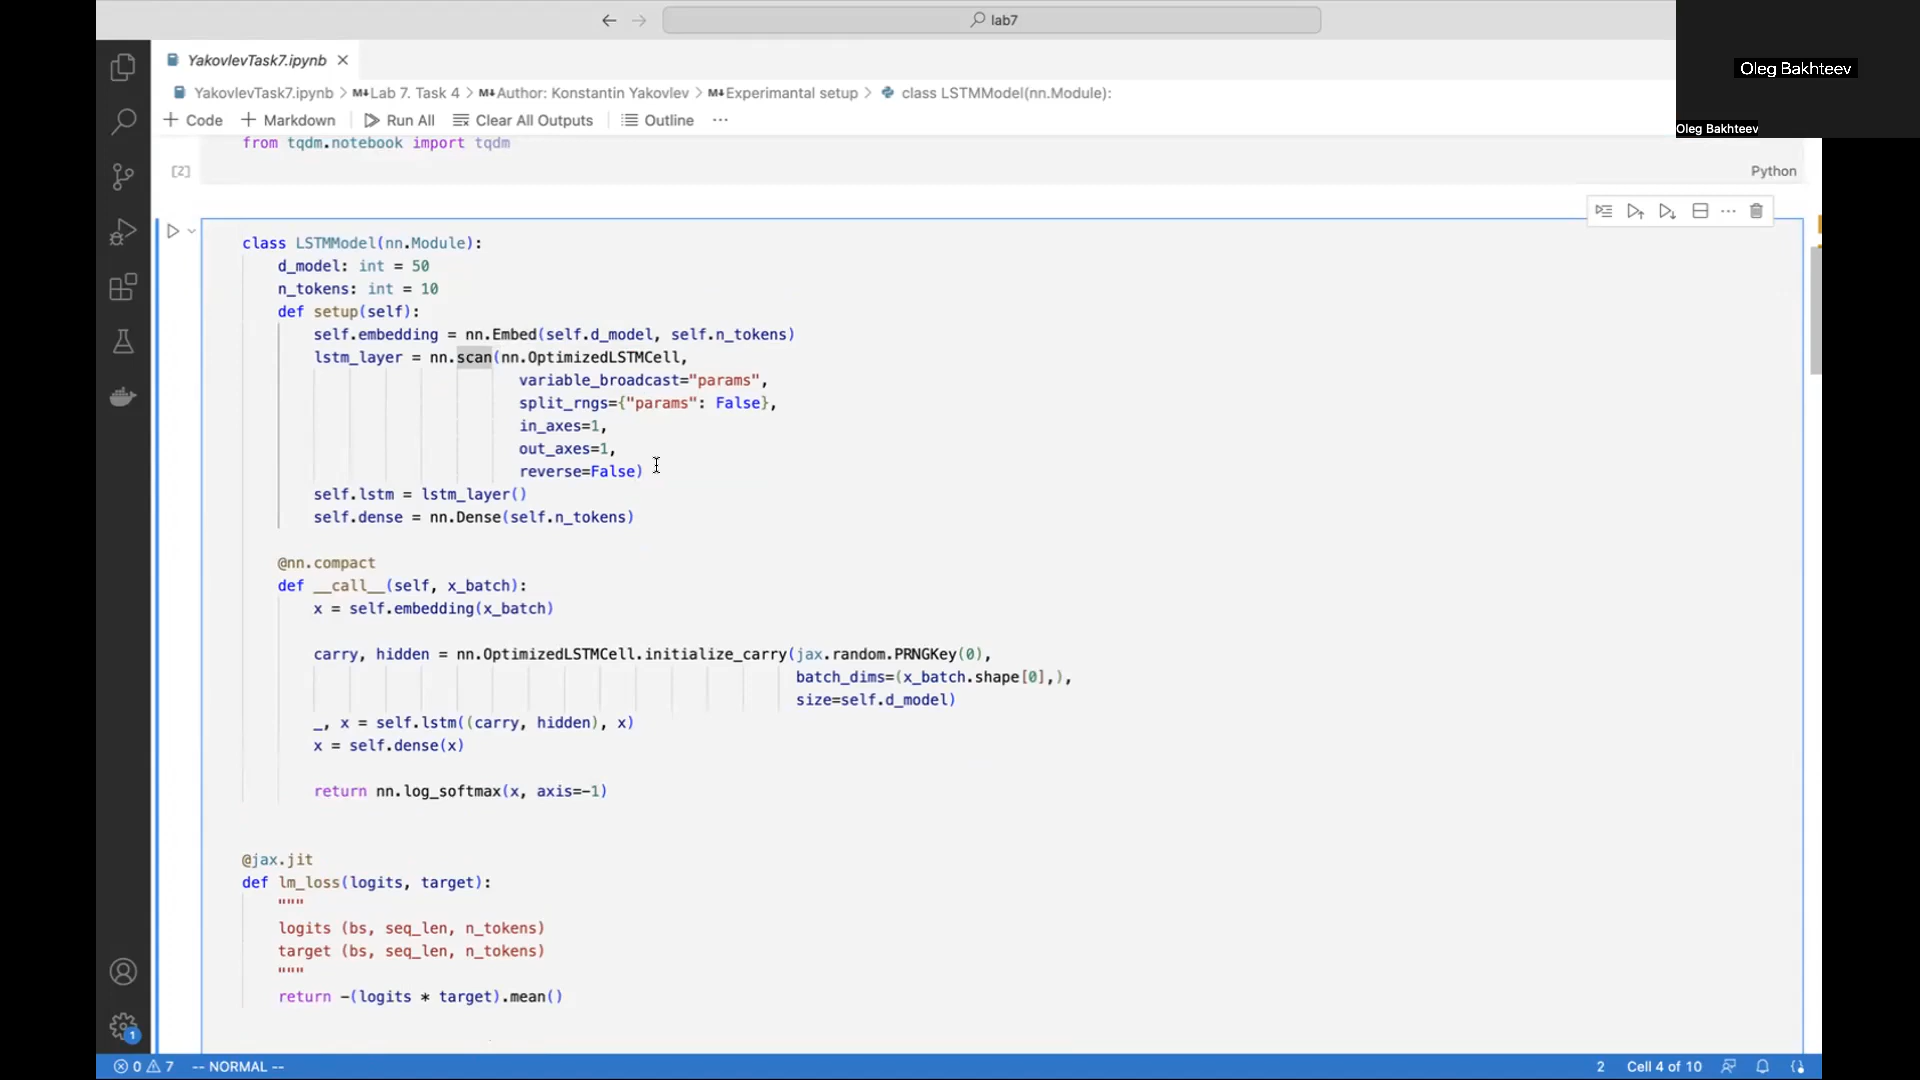 lab7
Oleg Bakhteev
Oleg Bakhteev
YakovlevTask7.ipynb
YakovlevTask7.ipynb > M↓Lab 7. Task 4 > M↓Author: Konstantin Yakovlev > M↓Experimantal setup > class LSTMModel(nn.Module):
+ Code + Markdown Run All Clear All Outputs Outline ...
from tqdm.notebook import tqdm
[2]
Python
class LSTMModel(nn.Module):
d_model: int = 50
n_tokens: int = 10
def setup(self):
self.embedding = nn.Embed(self.d_model, self.n_tokens)
lstm_layer = nn.scan(nn.OptimizedLSTMCell,
variable_broadcast="params",
split_rngs={"params": False},
in_axes=1,
out_axes=1,
reverse=False)
self.lstm = lstm_layer()
self.dense = nn.Dense(self.n_tokens)
@nn.compact
def __call__(self, x_batch):
x = self.embedding(x_batch)
carry, hidden = nn.OptimizedLSTMCell.initialize_carry(jax.random.PRNGKey(0),
batch_dims=(x_batch.shape[0],),
size=self.d_model)
_, x = self.lstm((carry, hidden), x)
x = self.dense(x)
return nn.log_softmax(x, axis=-1)
@jax.jit
def lm_loss(logits, target):
"""
logits (bs, seq_len, n_tokens)
target (bs, seq_len, n_tokens)
"""
return -(logits * target).mean()
1
0 7 -- NORMAL -- 2 Cell 4 of 10